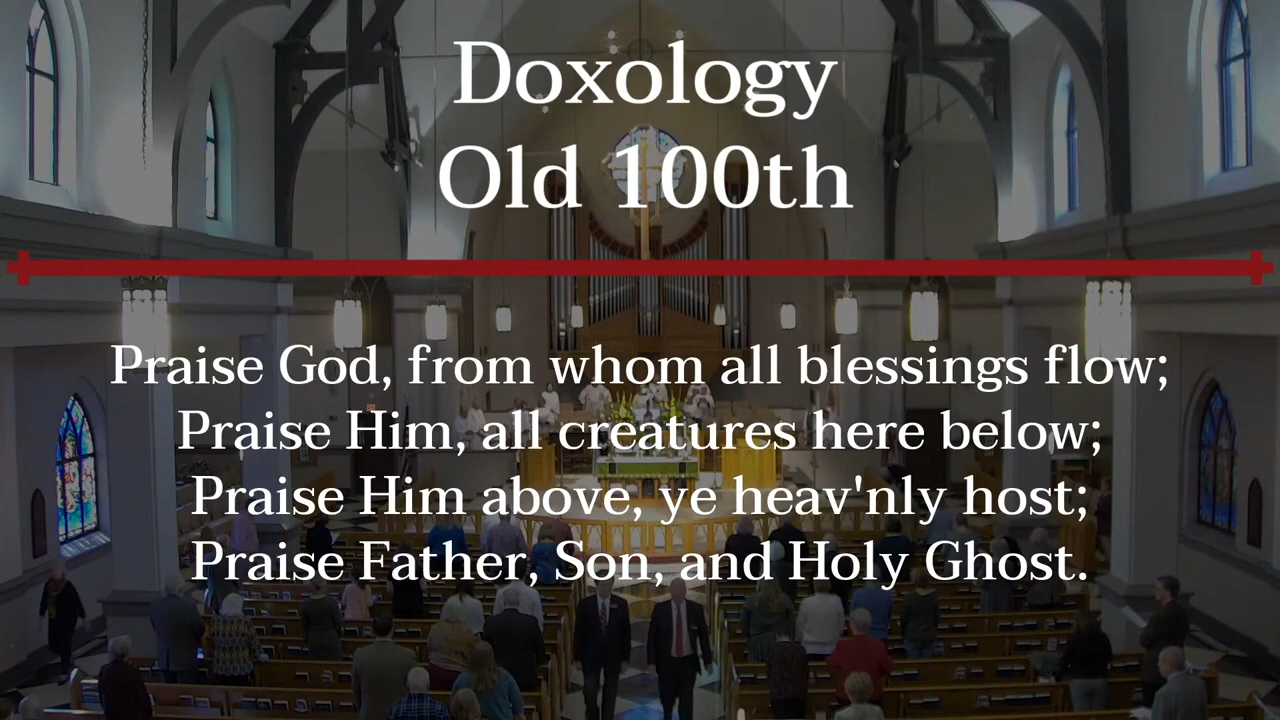 Doxology
Old 100th
Praise God, from whom all blessings flow;
Praise Him, all creatures here below;
Praise Him above, ye heav'nly host;
Praise Father, Son, and Holy Ghost.